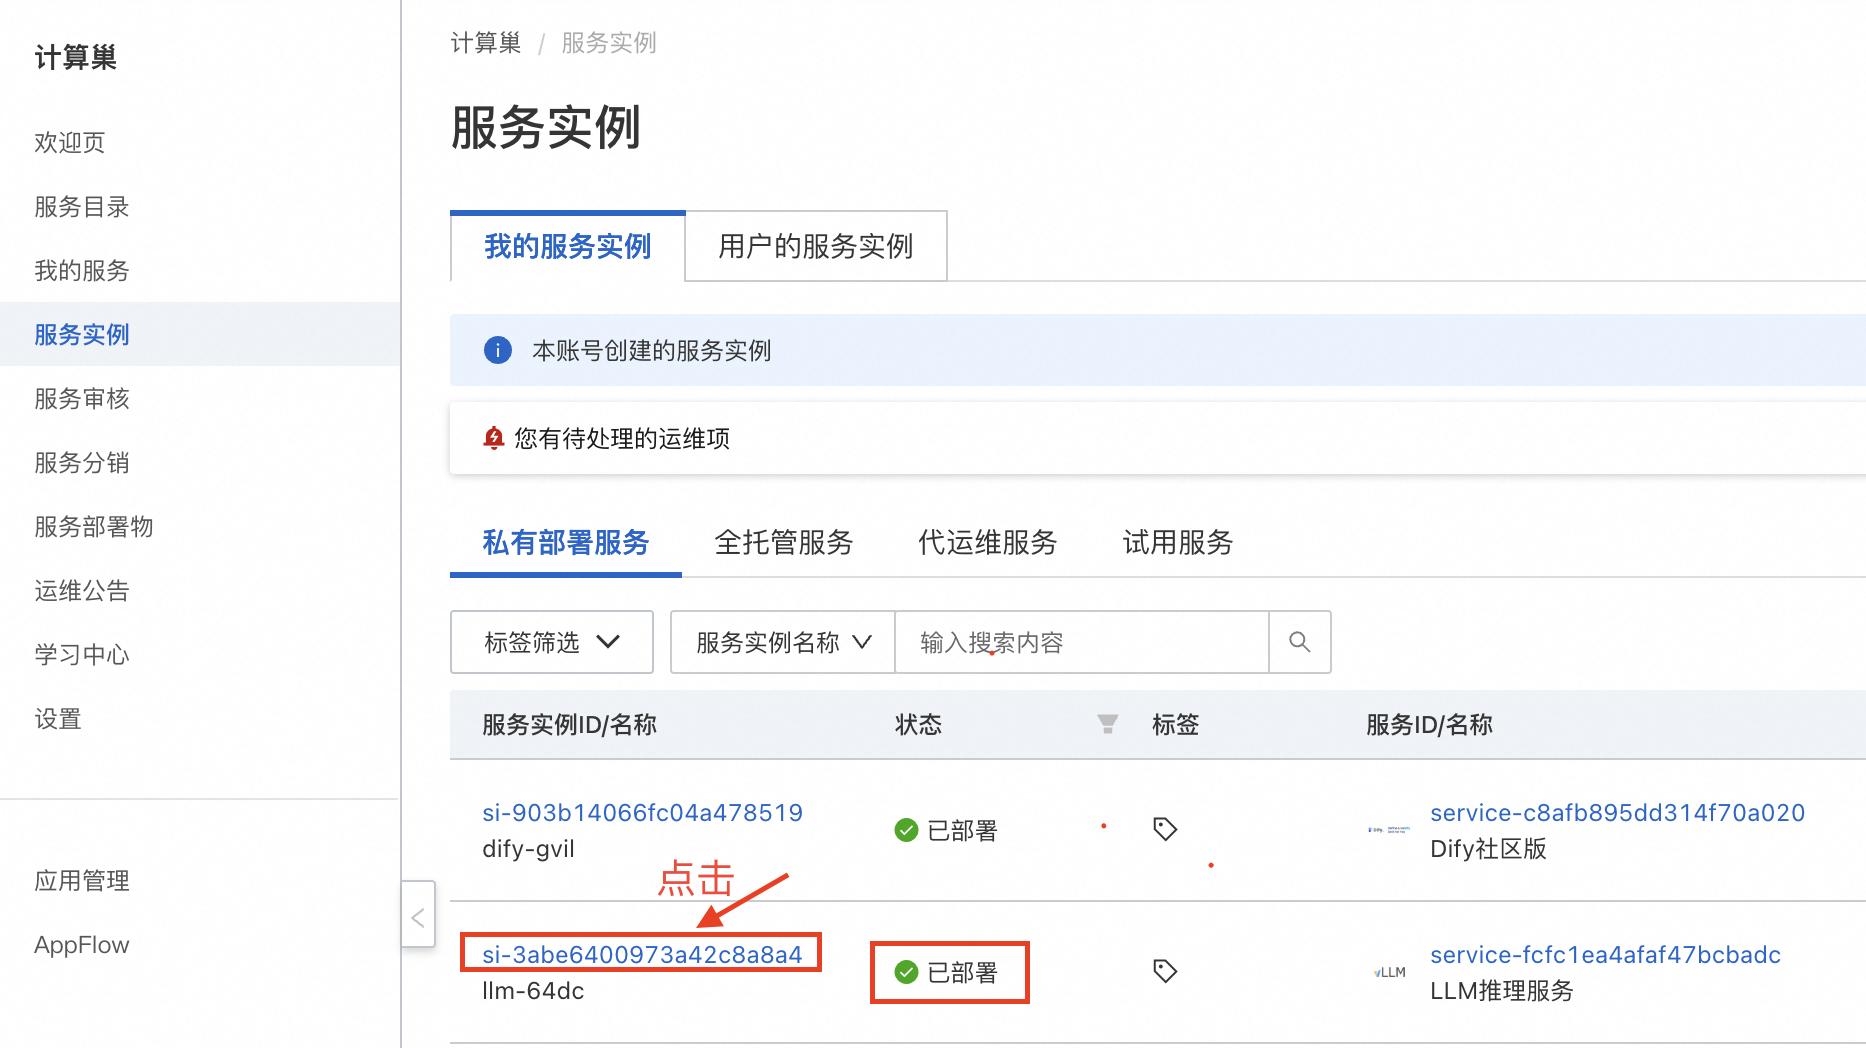 计算巢
欢迎页
服务目录
我的服务
服务实例
服务审核
服务分销
服务部署物
运维公告
学习中心
设置
应用管理
AppFlow
计算巢 / 服务实例
服务实例
我的服务实例 用户的服务实例
本账号创建的服务实例
您有待处理的运维项
私有部署服务 全托管服务 代运维服务 试用服务
标签筛选 服务实例名称 输入搜索内容
服务实例ID/名称 状态 标签 服务ID/名称
si-903b14066fc04a478519 已部署 service-c8afb895dd314f70a020
dify-gvil Dify社区版
点击
si-3abe6400973a42c8a8a4 已部署 vLLM service-fcfc1ea4afaf47bcbadc
llm-64dc LLM推理服务